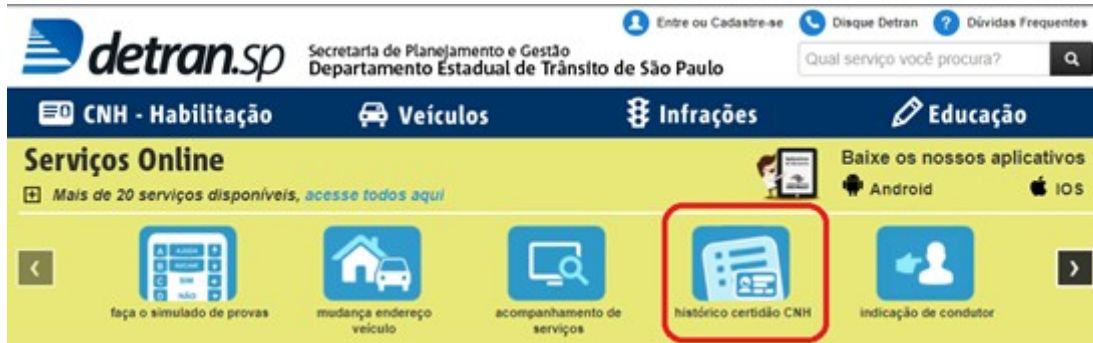 Entre ou Cadastre-se
Disque Detran
Dúvidas Frequentes
detran.sp
Secretaria de Planejamento e Gestão
Departamento Estadual de Trânsito de São Paulo
Qual serviço você procura?
CNH - Habilitação
Veículos
Infrações
Educação
Serviços Online
Mais de 20 serviços disponíveis, acesse todos aqui
Baixe os nossos aplicativos
Android
IOS
SIM
NÃO
faça o simulado de provas
mudança endereço
veículo
acompanhamento de
serviços
histórico certidão CNH
indicação de condutor